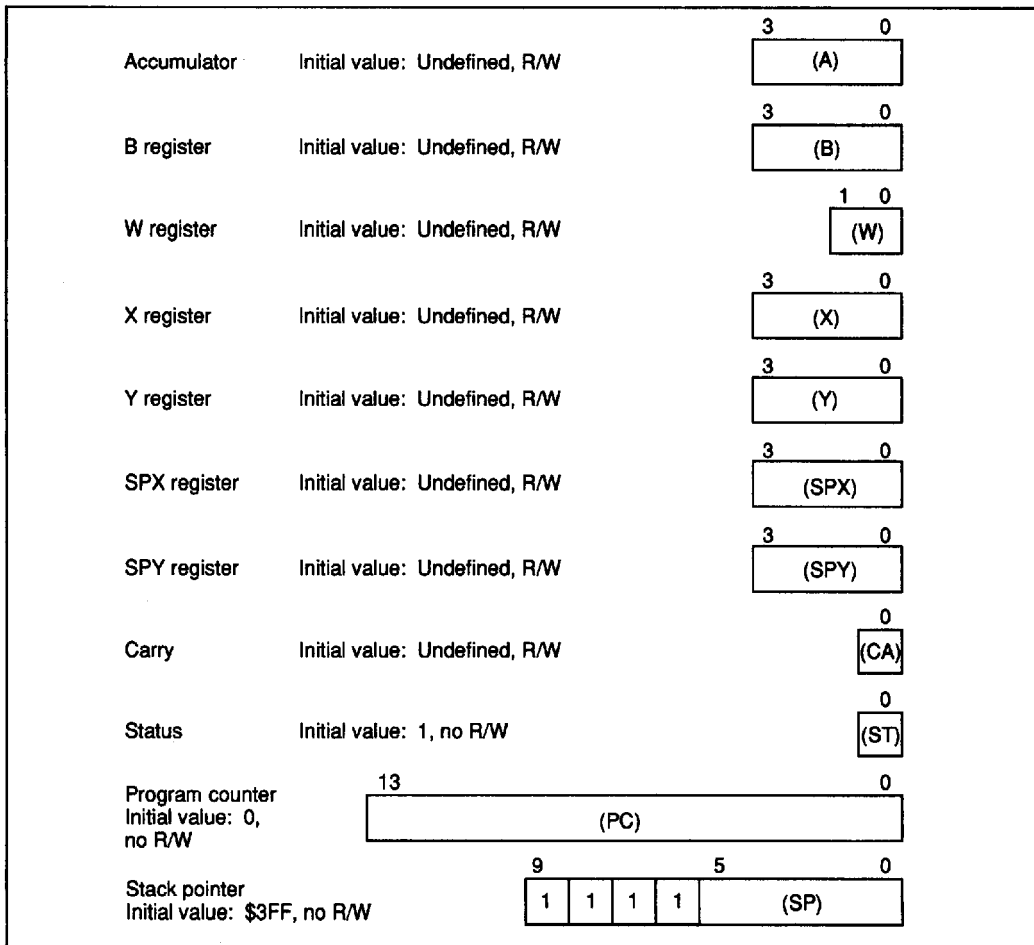 3 0
Accumulator Initial value: Undefined, R/W (A)
3 0
B register Initial value: Undefined, R/W (B)
1 0
W register Initial value: Undefined, R/W (W)
3 0
X register Initial value: Undefined, R/W (X)
3 0
Y register Initial value: Undefined, R/W (Y)
3 0
SPX register Initial value: Undefined, R/W (SPX)
3 0
SPY register Initial value: Undefined, R/W (SPY)
0
Carry Initial value: Undefined, R/W (CA)
0
Status Initial value: 1, no R/W (ST)
13 0
Program counter
Initial value: 0, (PC)
no R/W
9 5 0
Stack pointer
Initial value: $3FF, no R/W 1 1 1 1 (SP)